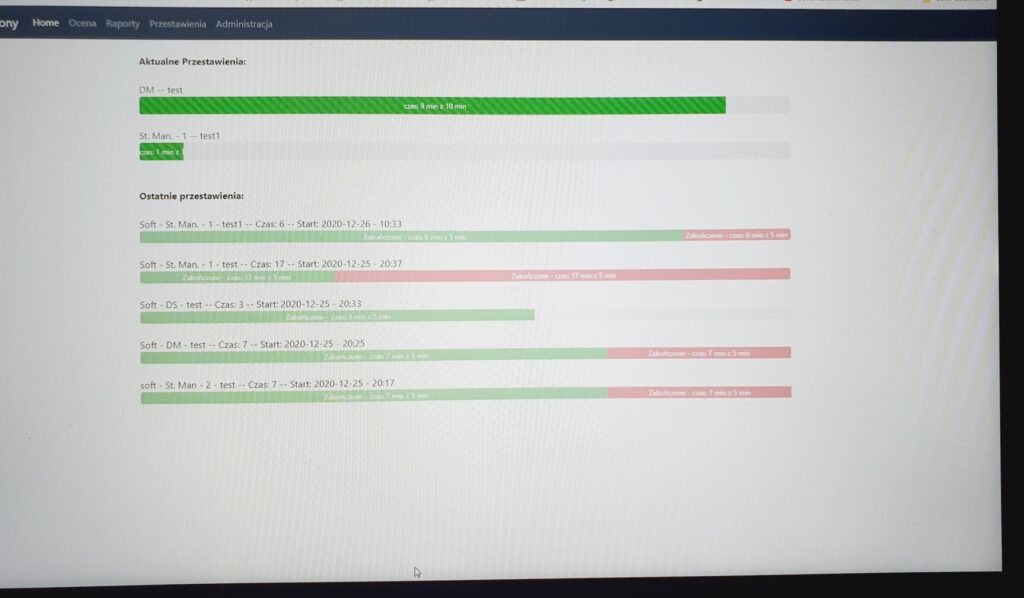 ony Home Ocena Raporty Przestawienia Administracja
Aktualne Przestawienia:
DM -- test
czas: 9 min z 10 min
St. Man. - 1 -- test1
czas: 1 min z 1
Ostatnie przestawienia:
Soft - St. Man. - 1 - test1 -- Czas: 6 -- Start: 2020-12-26 - 10:33
Zakończone - czas: 6 min z 5 min Zakończone - czas: 6 min z 5 min
Soft - St. Man. - 1 - test -- Czas: 17 -- Start: 2020-12-25 - 20:37
Zakończone - czas: 17 min z 5 min Zakończone - czas: 17 min z 5 min
Soft - DS - test -- Czas: 3 -- Start: 2020-12-25 - 20:33
Zakończone - czas: 3 min z 5 min
Soft - DM - test -- Czas: 7 -- Start: 2020-12-25 - 20:25
Zakończone - czas: 7 min z 5 min Zakończone - czas: 7 min z 5 min
soft - St. Man - 2 - test -- Czas: 7 -- Start: 2020-12-25 - 20:17
Zakończone - czas: 7 min z 5 min Zakończone - czas: 7 min z 5 min